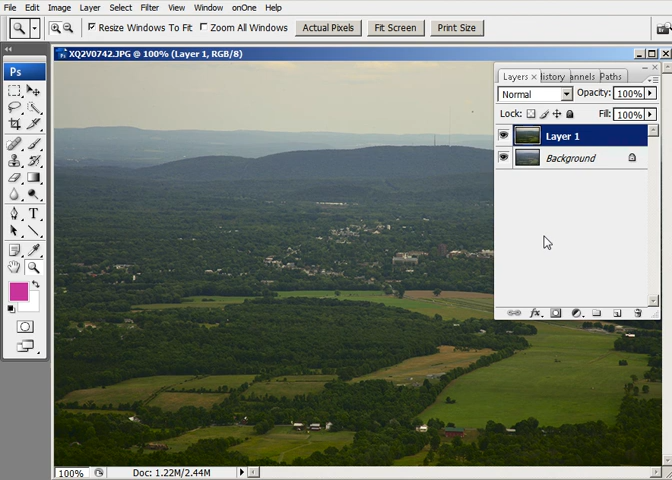 File Edit Image Layer Select Filter View Window onOne Help
Resize Windows To Fit Zoom All Windows Actual Pixels Fit Screen Print Size
XQ2V0742.JPG @ 100% (Layer 1, RGB/8)
Ps
Layers × History annels Paths
Normal Opacity: 100%
Lock: Fill: 100%
Layer 1
Background
T
fx
100% Doc: 1.22M/2.44M